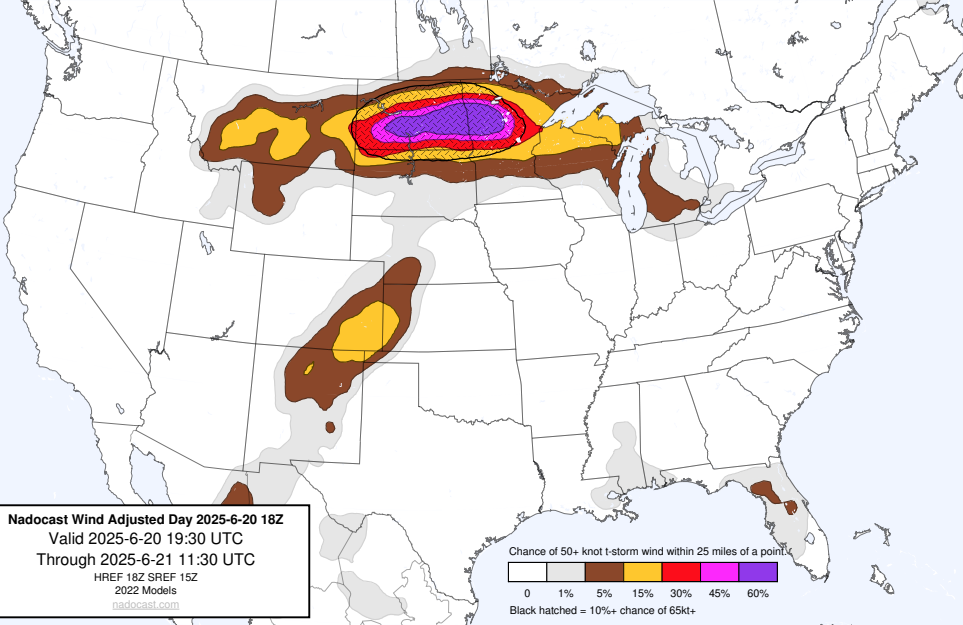 Nadocast Wind Adjusted Day 2025-6-20 18Z
Valid 2025-6-20 19:30 UTC
Through 2025-6-21 11:30 UTC
HREF 18Z SREF 15Z
2022 Models
nadocast.com
Chance of 50+ knot t-storm wind within 25 miles of a point.
0 1% 5% 15% 30% 45% 60%
Black hatched = 10%+ chance of 65kt+